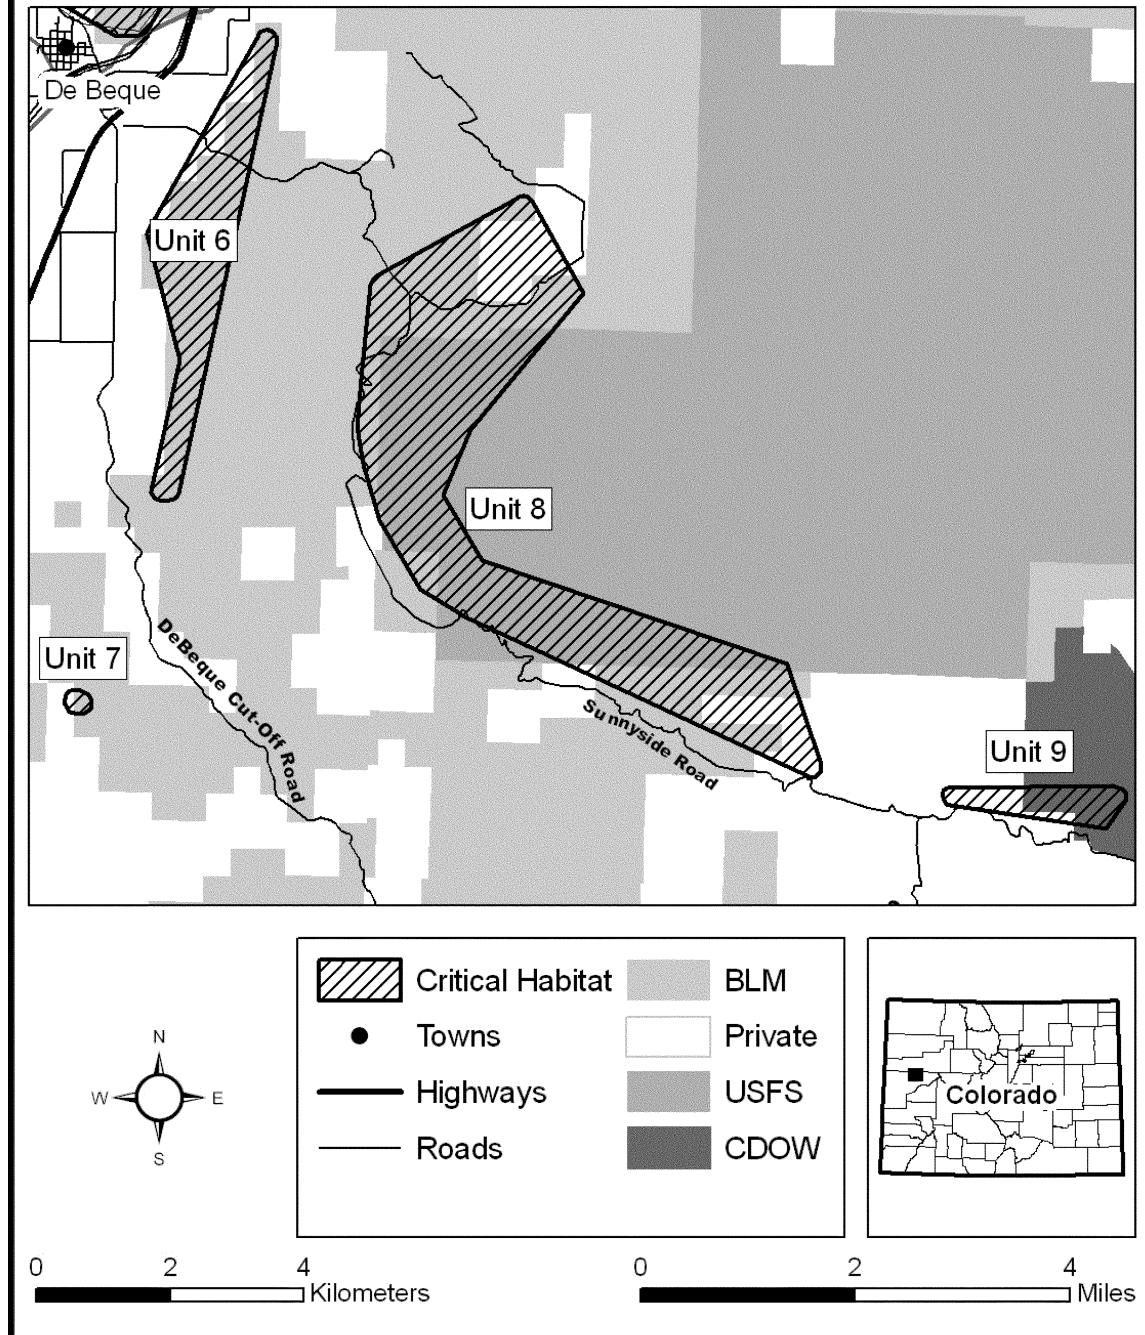 De Beque
Unit 6
Unit 8
Unit 7
DeBeque Cut-Off Road
Sunnyside Road
Unit 9
Critical Habitat
BLM
Towns
Private
Highways
USFS
Roads
CDOW
N
W
E
S
Colorado
0 2 4
Kilometers
0 2 4
Miles